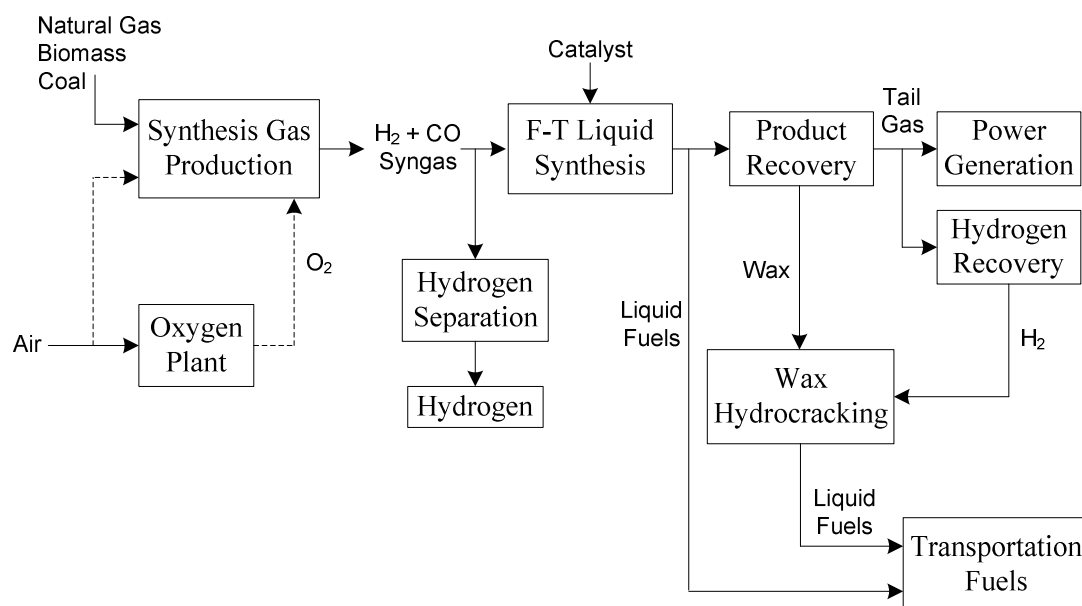 Natural Gas
Biomass
Coal
Synthesis Gas
Production
Air
Oxygen
Plant
O₂
H₂ + CO
Syngas
Hydrogen
Separation
Hydrogen
Catalyst
F-T Liquid
Synthesis
Liquid
Fuels
Product
Recovery
Tail
Gas
Power
Generation
Hydrogen
Recovery
H₂
Wax
Wax
Hydrocracking
Liquid
Fuels
Transportation
Fuels